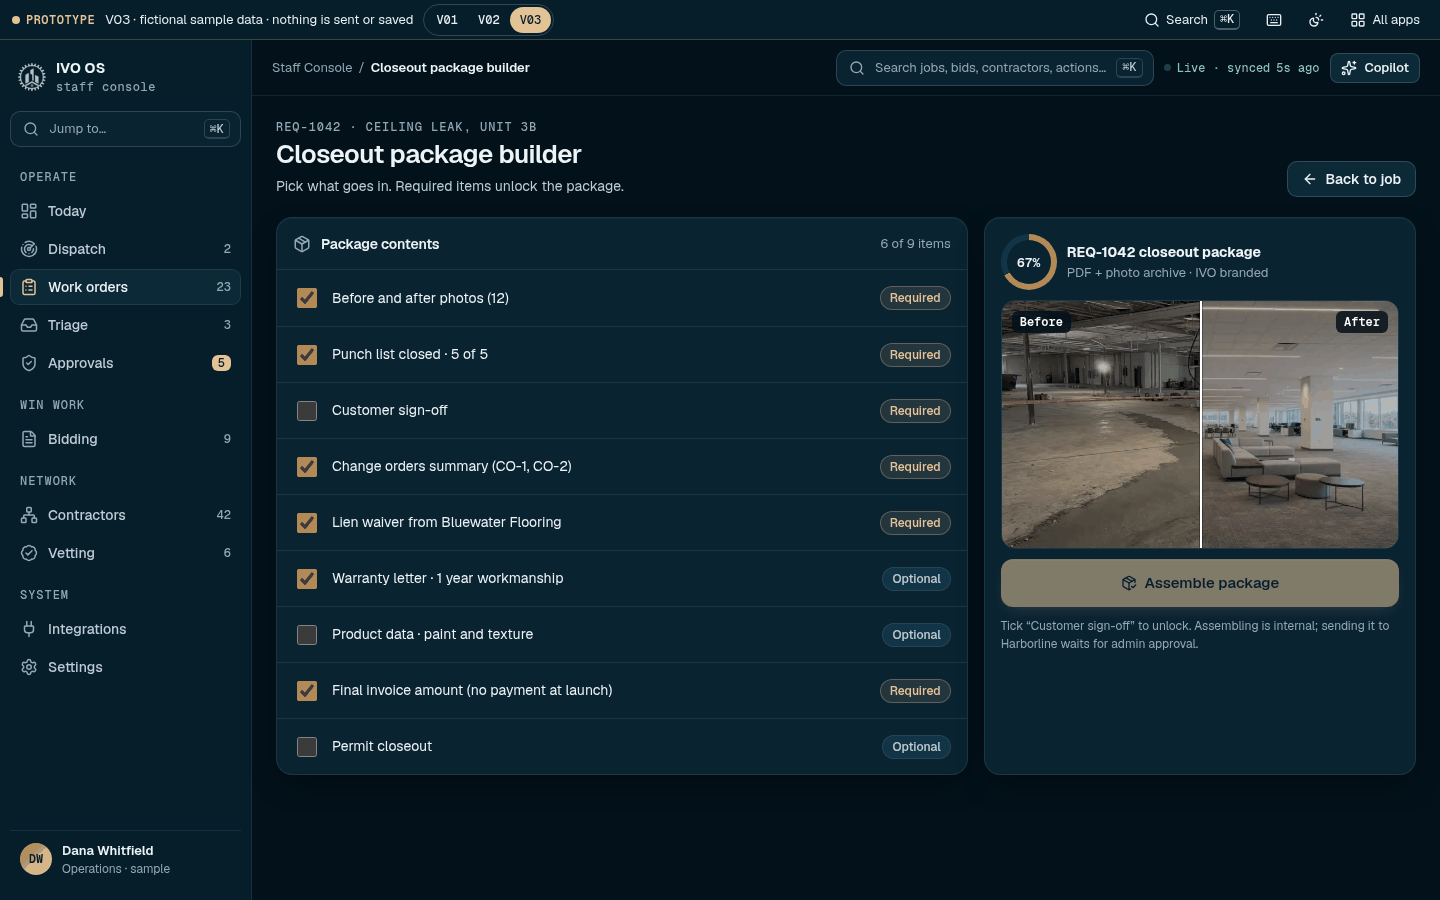 PROTOTYPE V03 · fictional sample data · nothing is sent or saved V01 V02 V03 Search ⌘K All apps
IVO OS
staff console
Jump to… ⌘K
OPERATE
Today
Dispatch 2
Work orders 23
Triage 3
Approvals 5
WIN WORK
Bidding 9
NETWORK
Contractors 42
Vetting 6
SYSTEM
Integrations
Settings
DW
Dana Whitfield
Operations · sample
Staff Console / Closeout package builder
Search jobs, bids, contractors, actions… ⌘K
Live · synced 5s ago
Copilot
REQ-1042 · CEILING LEAK, UNIT 3B
Closeout package builder
Pick what goes in. Required items unlock the package.
Back to job
Package contents 6 of 9 items
Before and after photos (12) Required
Punch list closed · 5 of 5 Required
Customer sign-off Required
Change orders summary (CO-1, CO-2) Required
Lien waiver from Bluewater Flooring Required
Warranty letter · 1 year workmanship Optional
Product data · paint and texture Optional
Final invoice amount (no payment at launch) Required
Permit closeout Optional
67%
REQ-1042 closeout package
PDF + photo archive · IVO branded
Before After
Assemble package
Tick “Customer sign-off” to unlock. Assembling is internal; sending it to
Harborline waits for admin approval.